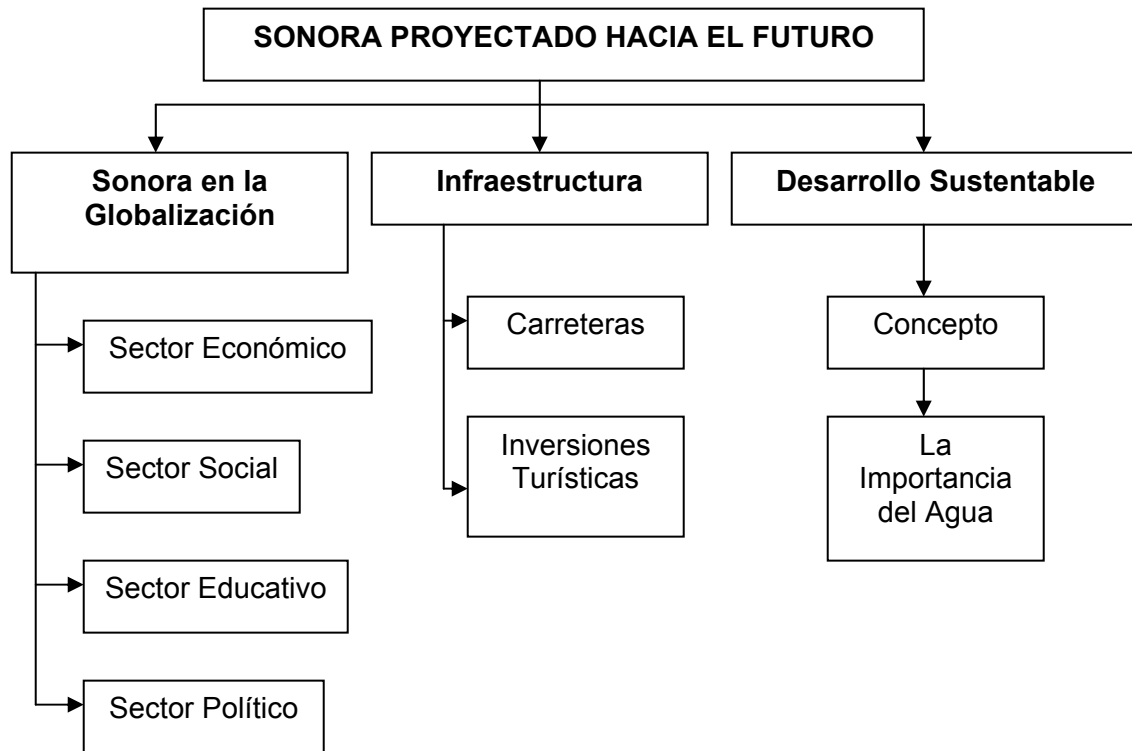 SONORA PROYECTADO HACIA EL FUTURO
Sonora en la
Globalización
Infraestructura
Desarrollo Sustentable
Sector Económico
Sector Social
Sector Educativo
Sector Político
Carreteras
Inversiones
Turísticas
Concepto
La
Importancia
del Agua